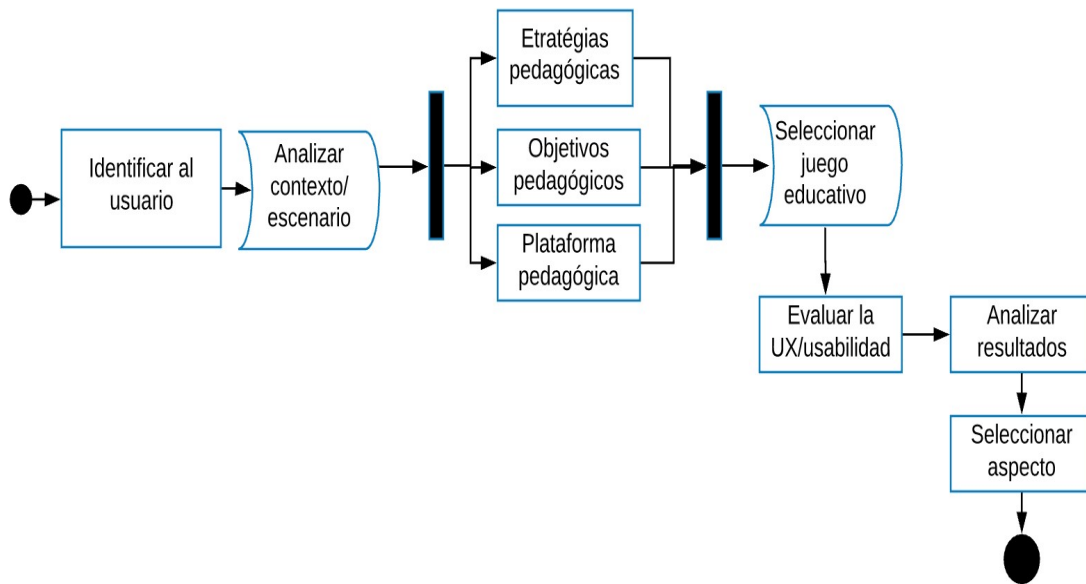 Identificar al
usuario
Analizar
contexto/
escenario
Etratégias
pedagógicas
Objetivos
pedagógicos
Plataforma
pedagógica
Seleccionar
juego
educativo
Evaluar la
UX/usabilidad
Analizar
resultados
Seleccionar
aspecto